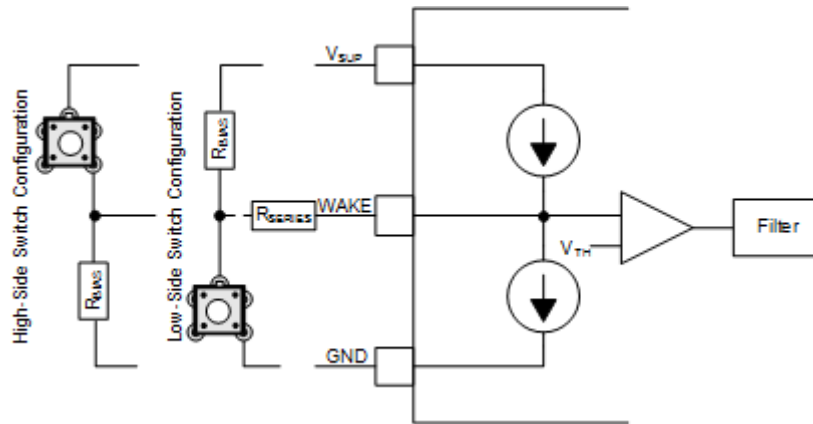 High-Side Switch Configuration
RBIAS
Low-Side Switch Configuration
RBIAS
RSERIES
VSUP
WAKE
GND
VTH
Filter